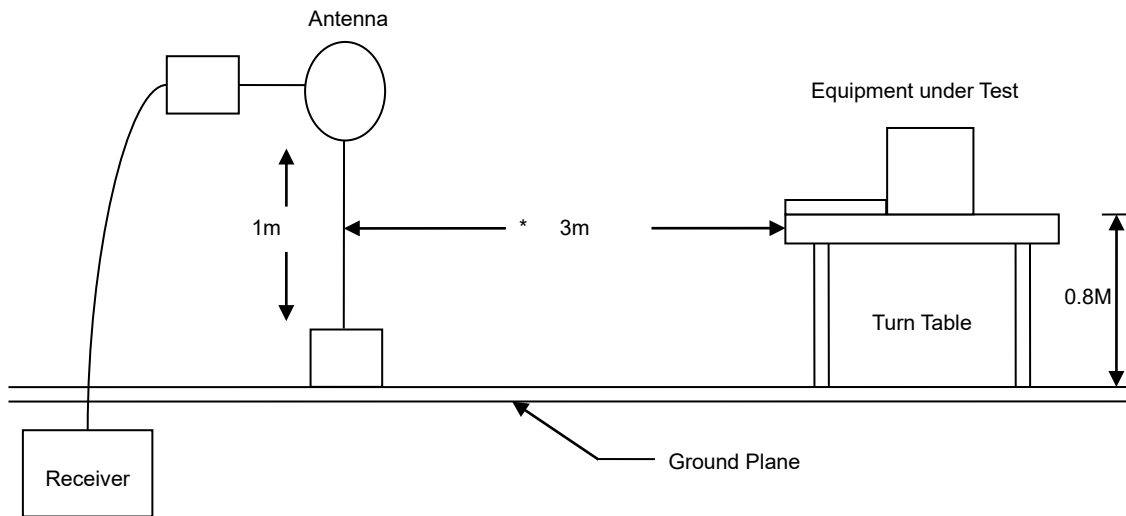 Antenna
Equipment under Test
1m
* 3m
0.8M
Turn Table
Ground Plane
Receiver